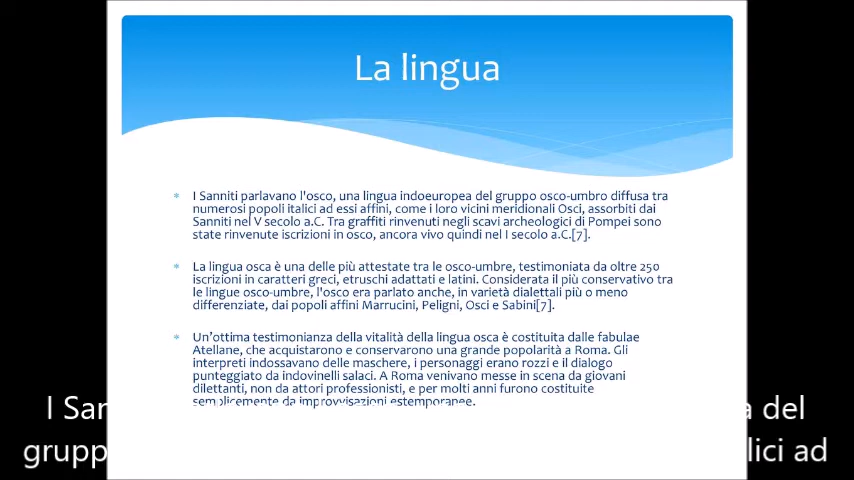 La lingua
I Sanniti parlavano l'osco, una lingua indoeuropea del gruppo osco-umbro diffusa tra
numerosi popoli italici ad essi affini, come i loro vicini meridionali Osci, assorbiti dai
Sanniti nel V secolo a.C. Tra graffiti rinvenuti negli scavi archeologici di Pompei sono
state rinvenute iscrizioni in osco, ancora vivo quindi nel I secolo a.C.[7].
La lingua osca è una delle più attestate tra le osco-umbre, testimoniata da oltre 250
iscrizioni in caratteri greci, etruschi adattati e latini. Considerata il più conservativo tra
le lingue osco-umbre, l'osco era parlato anche, in varietà dialettali più o meno
differenziate, dai popoli affini Marrucini, Peligni, Osci e Sabini[7].
Un'ottima testimonianza della vitalità della lingua osca è costituita dalle fabulae
Atellane, che acquistarono e conservarono una grande popolarità a Roma. Gli
interpreti indossavano delle maschere, i personaggi erano rozzi e il dialogo
punteggiato da indovinelli salaci. A Roma venivano messe in scena da giovani
dilettanti, non da attori professionisti, e per molti anni furono costituite
semplicemente da improvvisazioni estemporanee.
I San a del
grupp lici ad